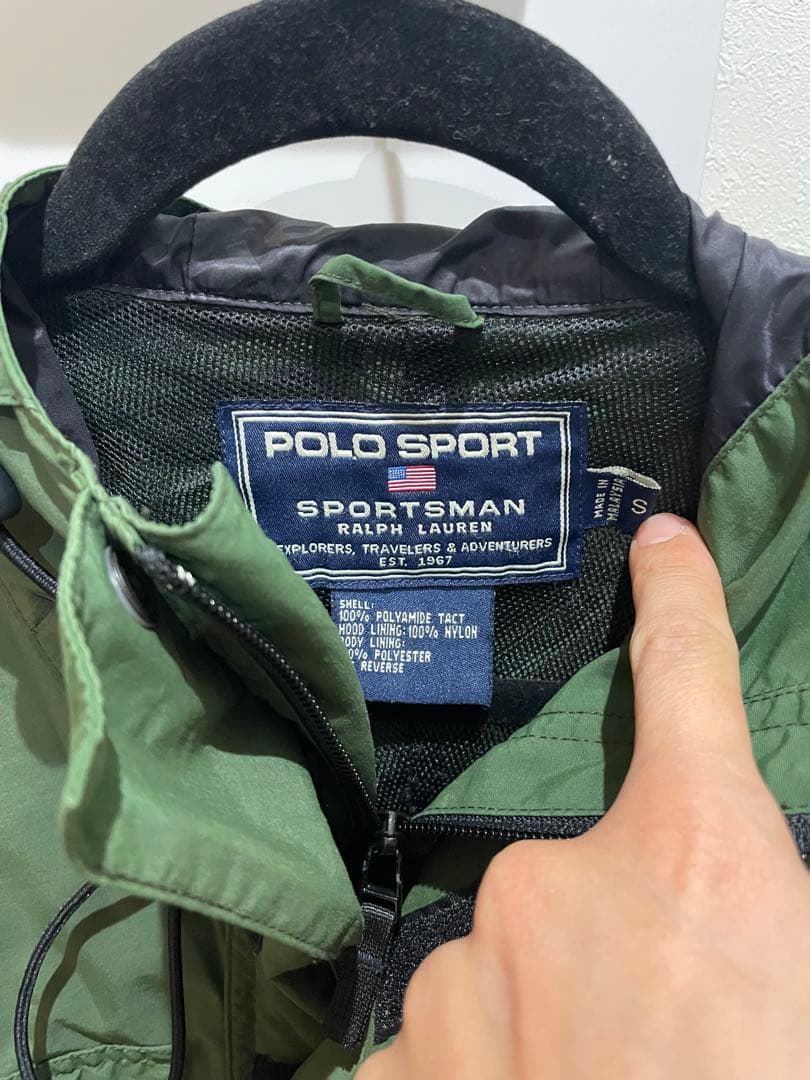 POLO SPORT
SPORTSMAN
RALPH LAUREN
EXPLORERS, TRAVELERS & ADVENTURERS
EST. 1967
MADE IN
MALAYSIA
S
SHELL:
100% POLYAMIDE TACT
HOOD LINING: 100% NYLON
BODY LINING:
POLYESTER
REVERSE